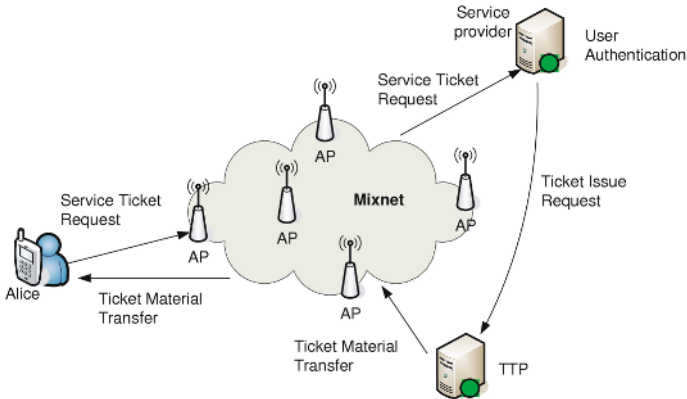 Service
provider
User
Authentication
Service Ticket
Request
AP
Mixnet
AP
AP
Ticket Issue
Request
Service Ticket
Request
AP
Alice
Ticket Material
Transfer
AP
Ticket Material
Transfer
TTP